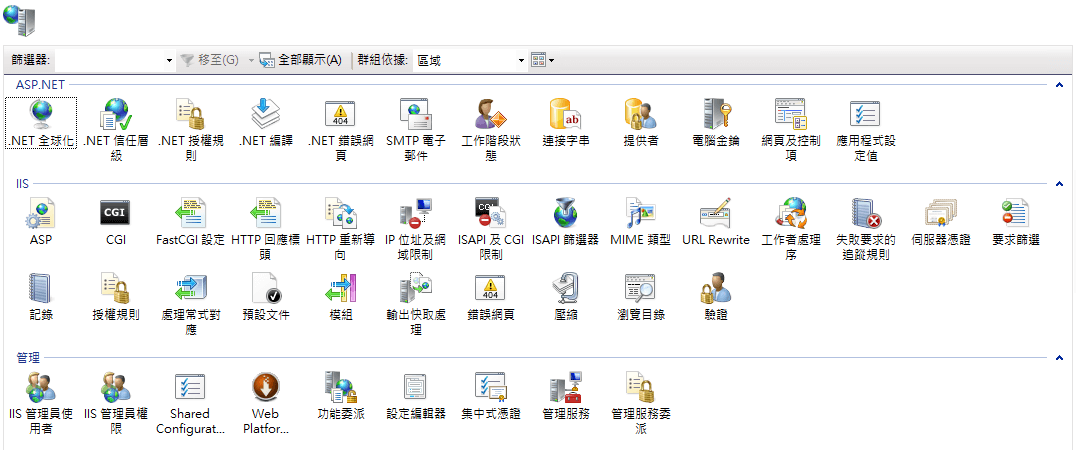 篩選器: 移至(G) 全部顯示(A) 群組依據: 區域
ASP.NET
.NET 全球化 .NET 信任層級 .NET 授權規則 .NET 編譯 .NET 錯誤網頁 SMTP 電子郵件 工作階段狀態 連接字串 提供者 電腦金鑰 網頁及控制項 應用程式設定值
404
ab
IIS
ASP CGI FastCGI 設定 HTTP 回應標頭 HTTP 重新導向 IP 位址及網域限制 ISAPI 及 CGI 限制 ISAPI 篩選器 MIME 類型 URL Rewrite 工作者處理序 失敗要求的追蹤規則 伺服器憑證 要求篩選
CGI
CGI
記錄 授權規則 處理常式對應 預設文件 模組 輸出快取處理 錯誤網頁 壓縮 瀏覽目錄 驗證
404
管理
IIS 管理員使用者 IIS 管理員權限 Shared Configurat... Web Platfor... 功能委派 設定編輯器 集中式憑證 管理服務 管理服務委派